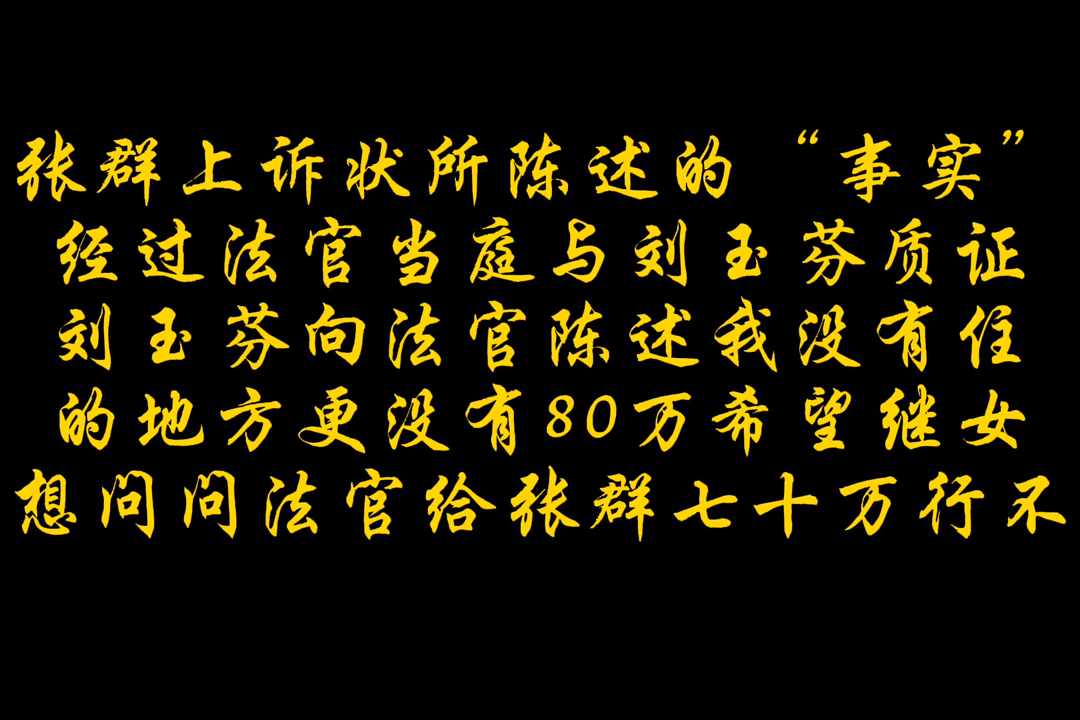 张群上诉状所陈述的“事实”
经过法官当庭与刘玉芬质证
刘玉芬向法官陈述我没有住
的地方更没有80万希望继女
想问问法官给张群七十万行不